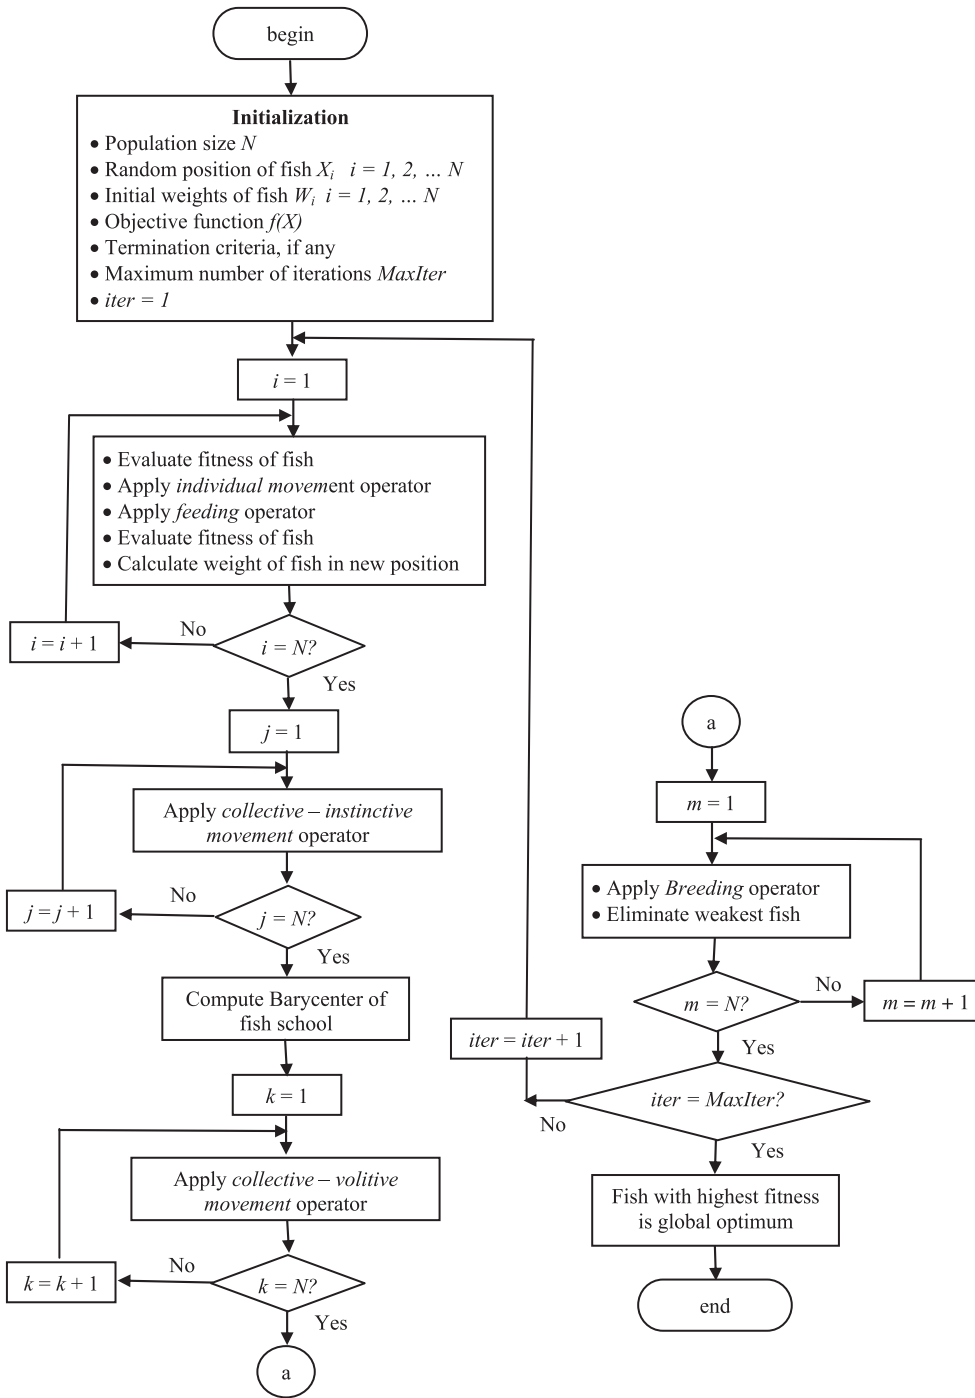 begin
Initialization
• Population size N
• Random position of fish Xi i = 1, 2, ... N
• Initial weights of fish Wi i = 1, 2, ... N
• Objective function f(X)
• Termination criteria, if any
• Maximum number of iterations MaxIter
• iter = 1
i = 1
• Evaluate fitness of fish
• Apply individual movement operator
• Apply feeding operator
• Evaluate fitness of fish
• Calculate weight of fish in new position
i = i + 1
No
i = N?
Yes
j = 1
Apply collective – instinctive
movement operator
j = j + 1
No
j = N?
Yes
Compute Barycenter of
fish school
k = 1
Apply collective – volitive
movement operator
k = k + 1
No
k = N?
Yes
a
a
m = 1
• Apply Breeding operator
• Eliminate weakest fish
m = N?
No
m = m + 1
Yes
iter = iter + 1
iter = MaxIter?
No
Yes
Fish with highest fitness
is global optimum
end